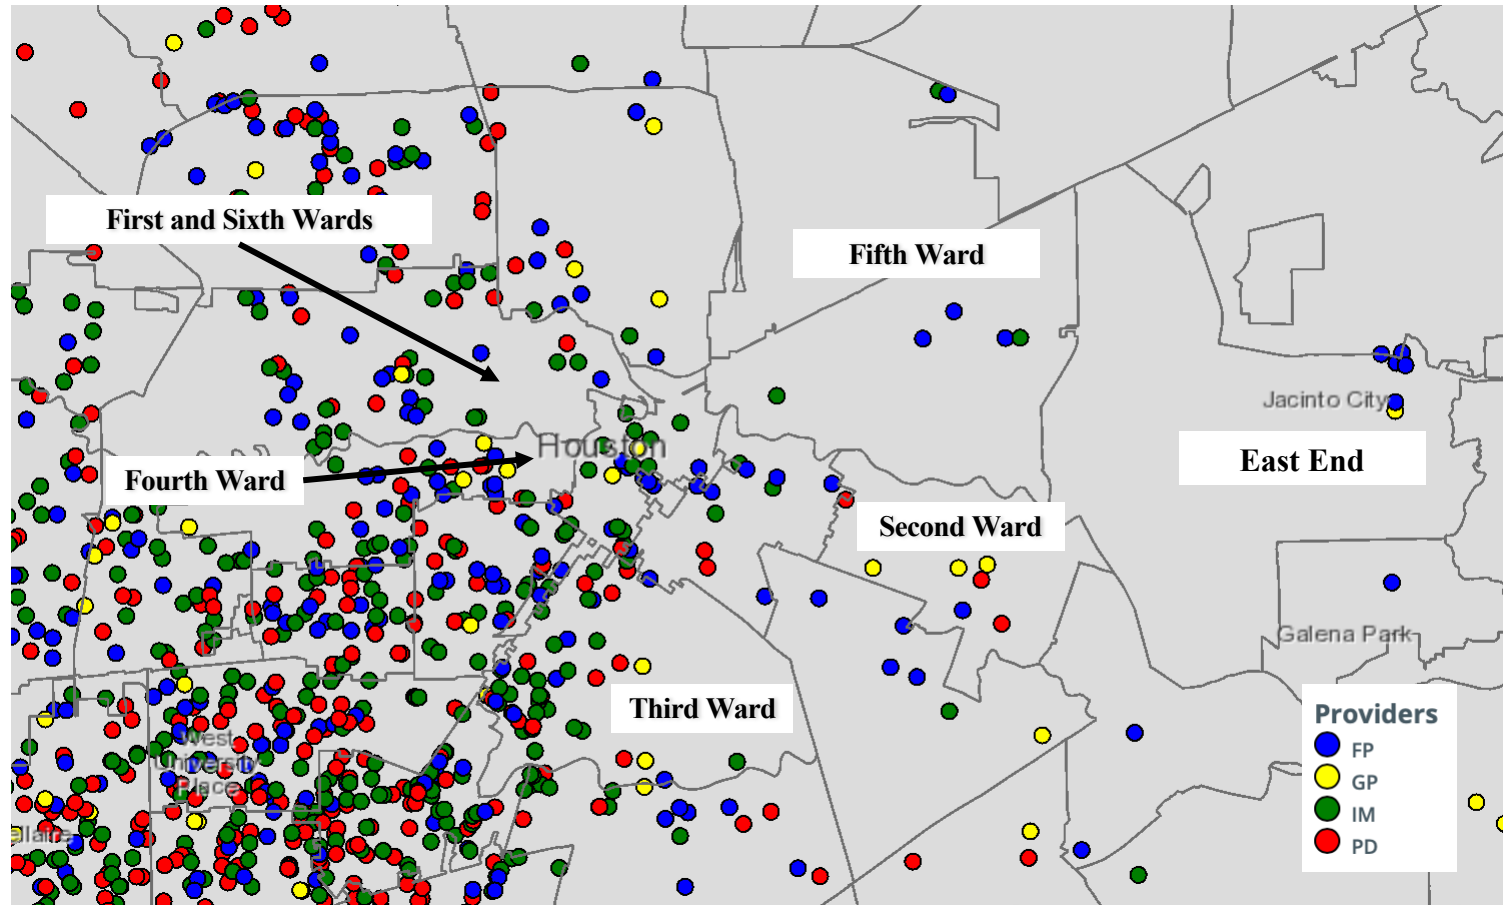 First and Sixth Wards
Fifth Ward
Jacinto City
Houston
East End
Fourth Ward
Second Ward
Galena Park
Third Ward
West
University
Place
ellaire
Providers
FP
GP
IM
PD